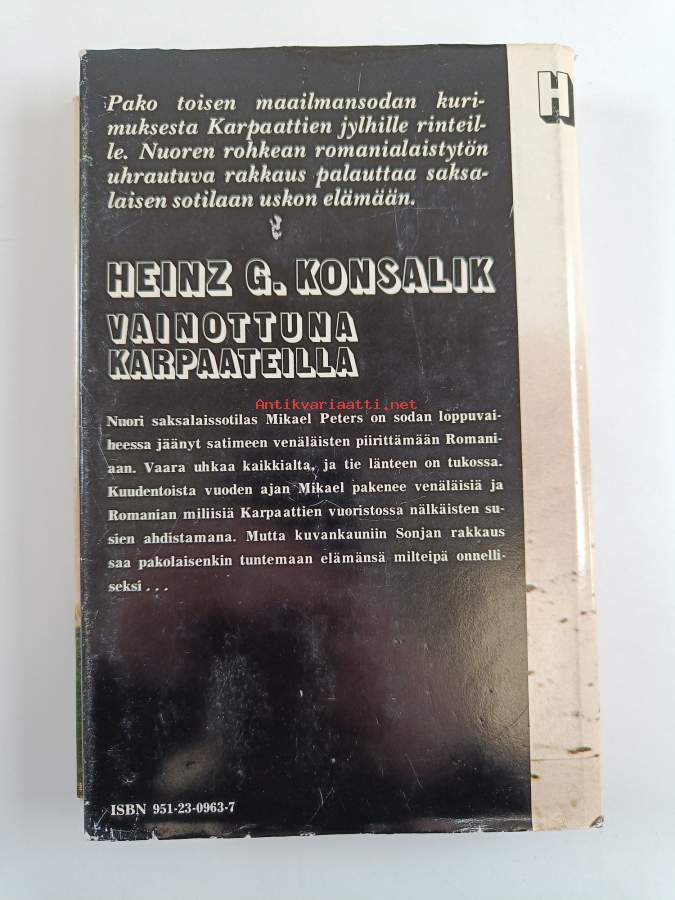 Pako toisen maailmansodan kuri-
muksesta Karpaattien jylhille rinteil-
le. Nuoren rohkean romanialaistytön
uhrautuva rakkaus palauttaa saksa-
laisen sotilaan uskon elämään.
HEINZ G. KONSALIK
VAINOTTUNA
KARPAATEILLA
Antikvariaatti.net
Nuori saksalaissotilas Mikael Peters on sodan loppuvai-
heessa jäänyt satimeen venäläisten piirittämään Romani-
aan. Vaara uhkaa kaikkialta, ja tie länteen on tukossa.
Kuudentoista vuoden ajan Mikael pakenee venäläisiä ja
Romanian miliisiä Karpaattien vuoristossa nälkäisten su-
sien ahdistamana. Mutta kuvankauniin Sonjan rakkaus
saa pakolaisenkin tuntemaan elämänsä milteipä onnelli-
seksi . . .
ISBN 951-23-0963-7
H